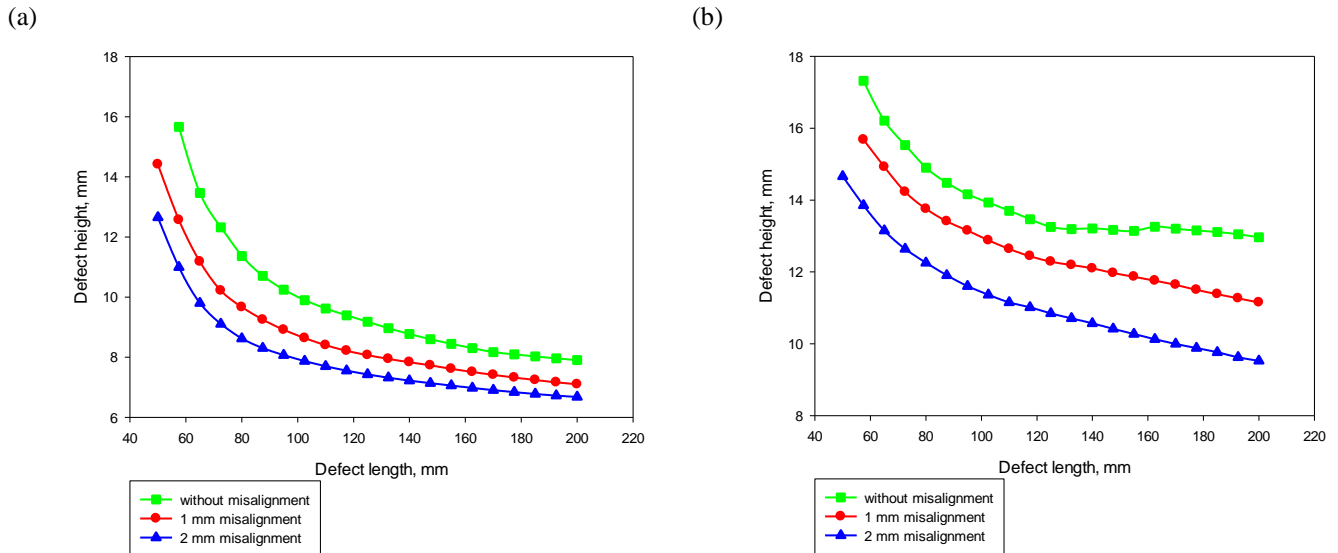 (a)
18
16
14
12
10
8
6
Defect height, mm
40 60 80 100 120 140 160 180 200 220
Defect length, mm
without misalignment
1 mm misalignment
2 mm misalignment
(b)
18
16
14
12
10
8
Defect height, mm
40 60 80 100 120 140 160 180 200 220
Defect length, mm
without misalignment
1 mm misalignment
2 mm misalignment